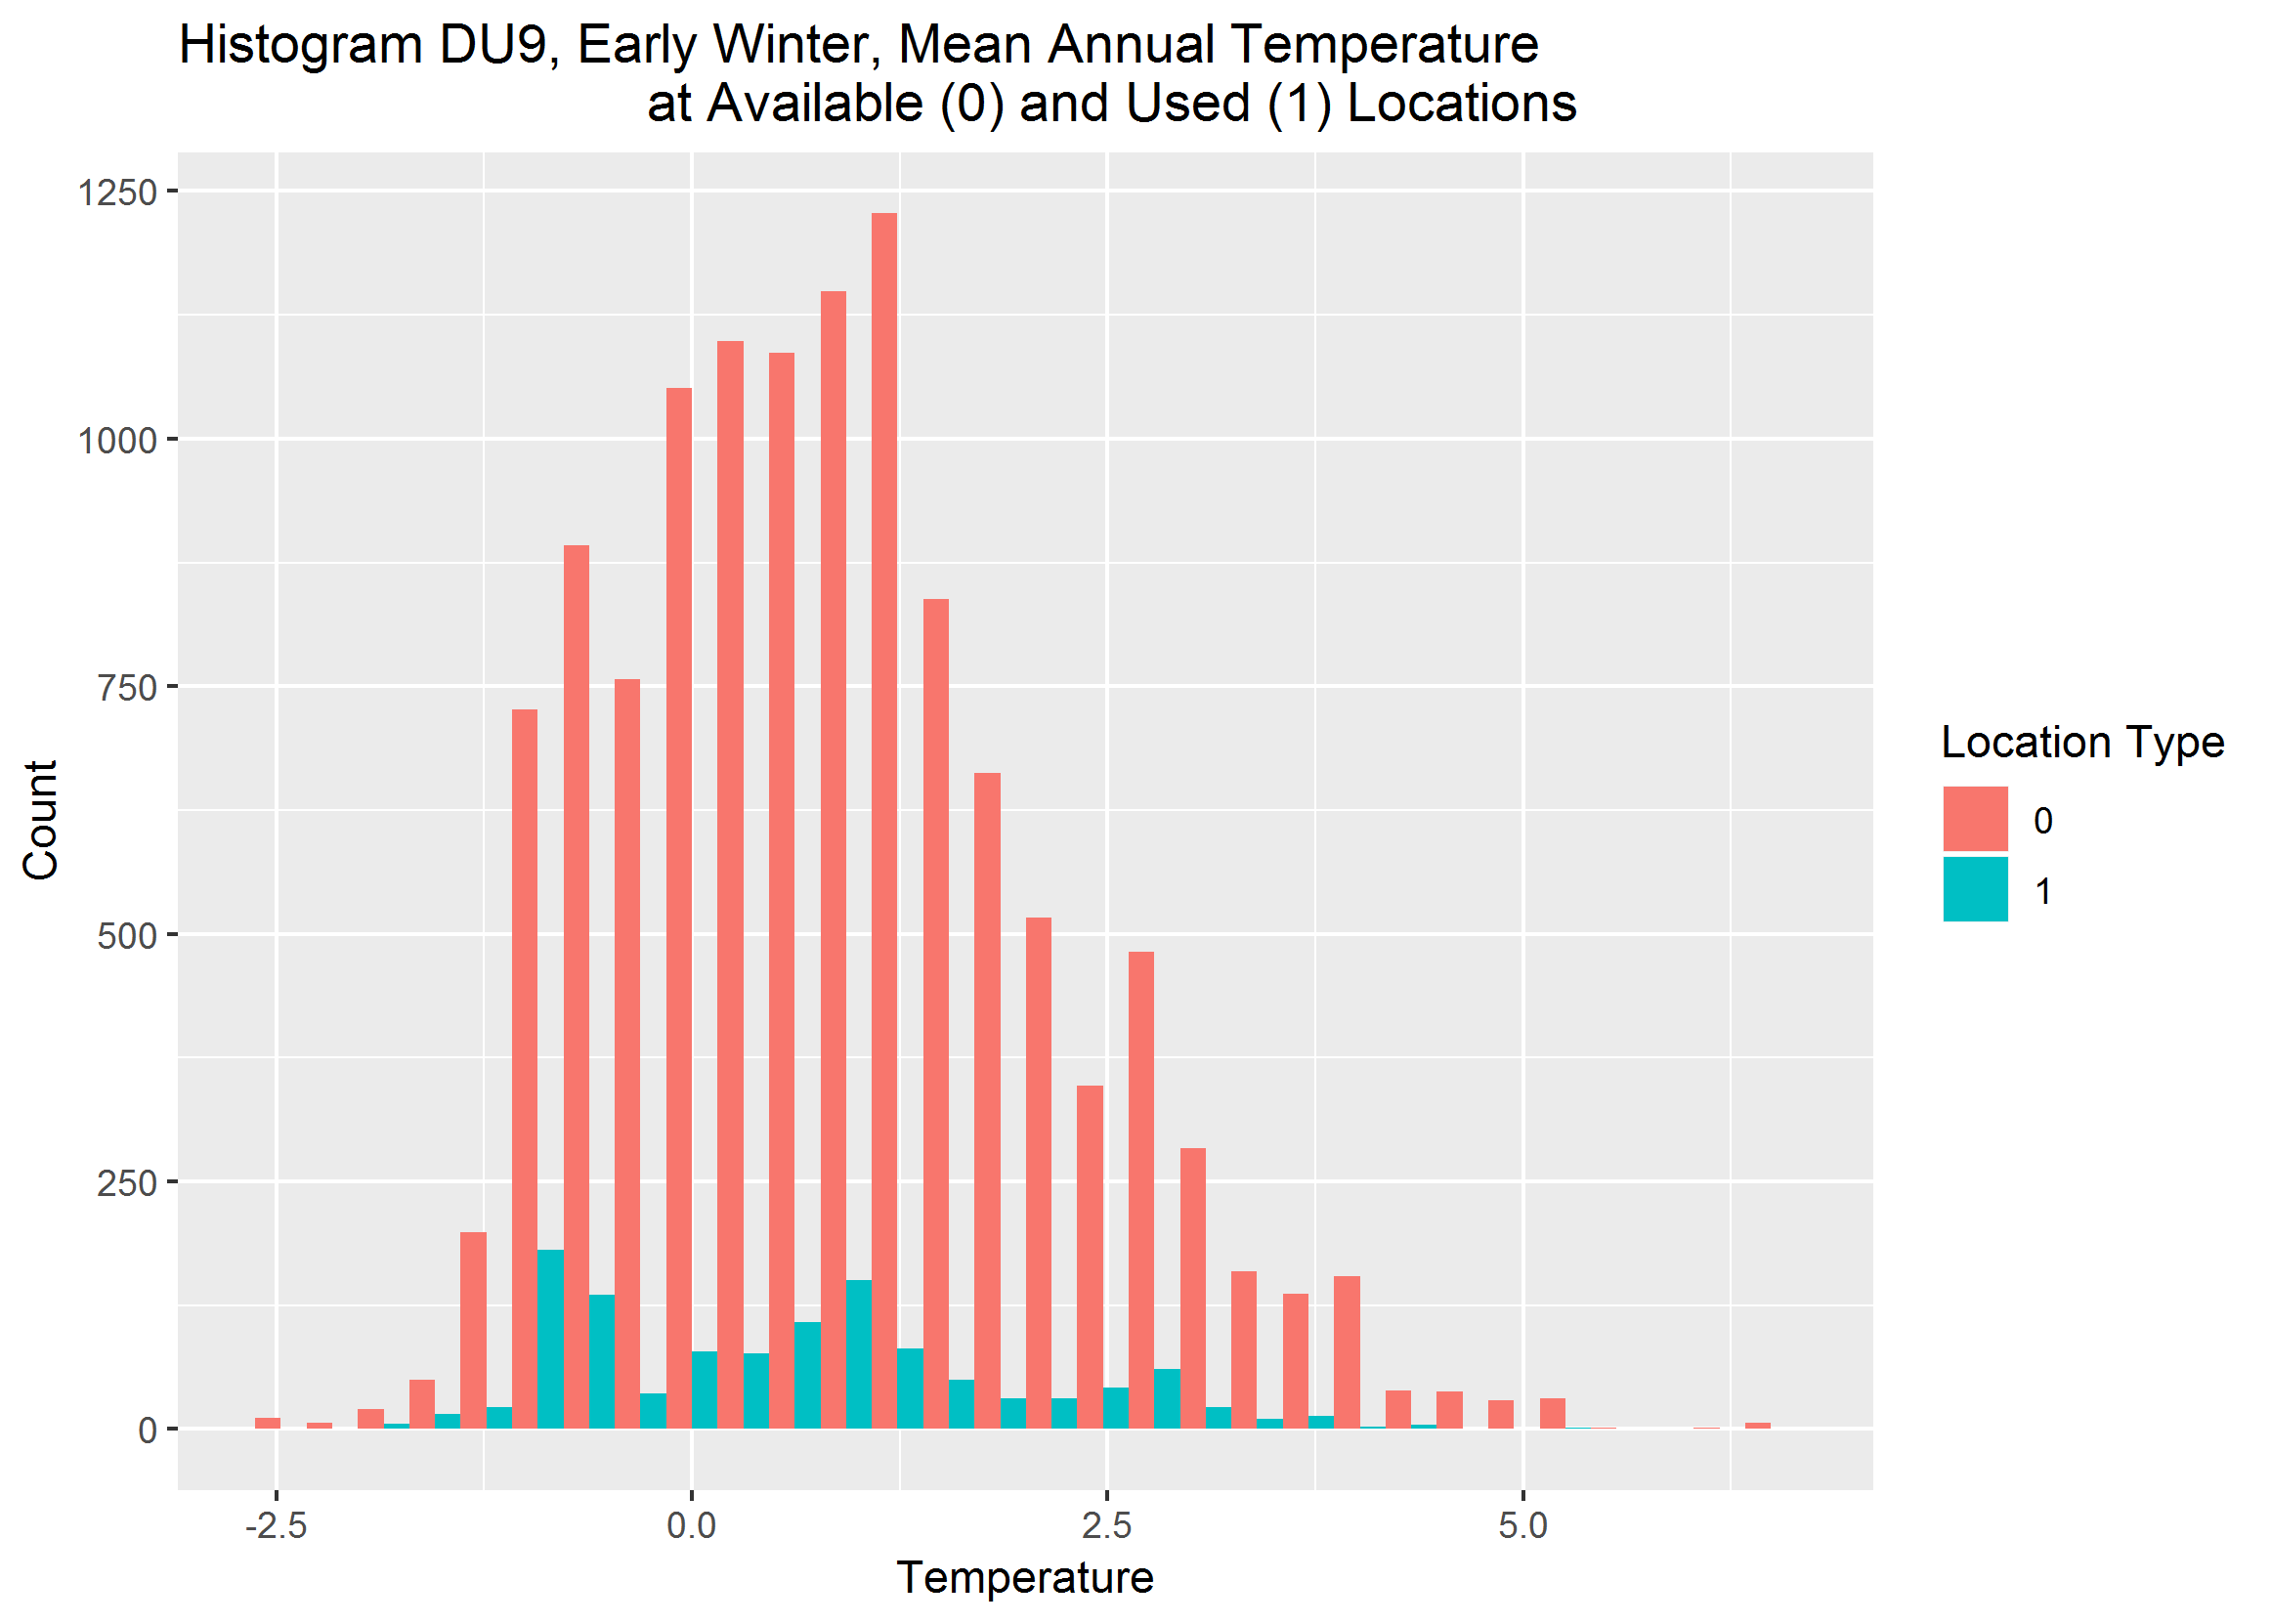 Histogram DU9, Early Winter, Mean Annual Temperature
at Available (0) and Used (1) Locations
1250
1000
750
500
250
0
Count
-2.5
0.0
2.5
5.0
Temperature
Location Type
0
1